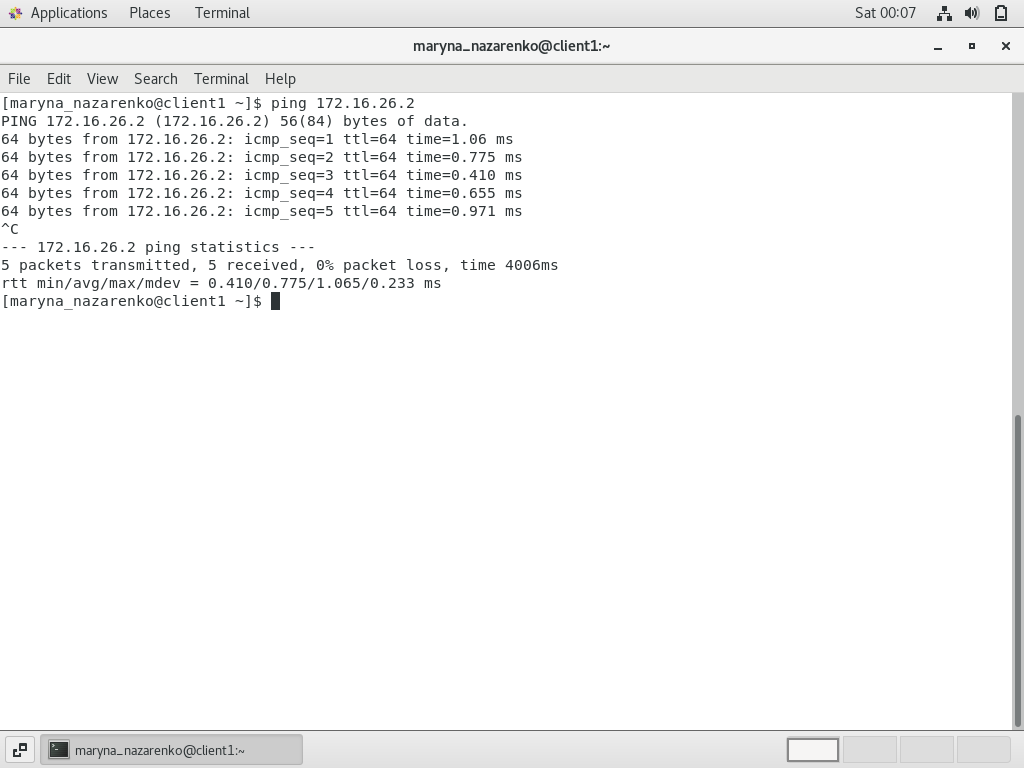 Applications Places Terminal Sat 00:07
maryna_nazarenko@client1:~
File Edit View Search Terminal Help
[maryna_nazarenko@client1 ~]$ ping 172.16.26.2
PING 172.16.26.2 (172.16.26.2) 56(84) bytes of data.
64 bytes from 172.16.26.2: icmp_seq=1 ttl=64 time=1.06 ms
64 bytes from 172.16.26.2: icmp_seq=2 ttl=64 time=0.775 ms
64 bytes from 172.16.26.2: icmp_seq=3 ttl=64 time=0.410 ms
64 bytes from 172.16.26.2: icmp_seq=4 ttl=64 time=0.655 ms
64 bytes from 172.16.26.2: icmp_seq=5 ttl=64 time=0.971 ms
^C
--- 172.16.26.2 ping statistics ---
5 packets transmitted, 5 received, 0% packet loss, time 4006ms
rtt min/avg/max/mdev = 0.410/0.775/1.065/0.233 ms
[maryna_nazarenko@client1 ~]$
maryna_nazarenko@client1:~